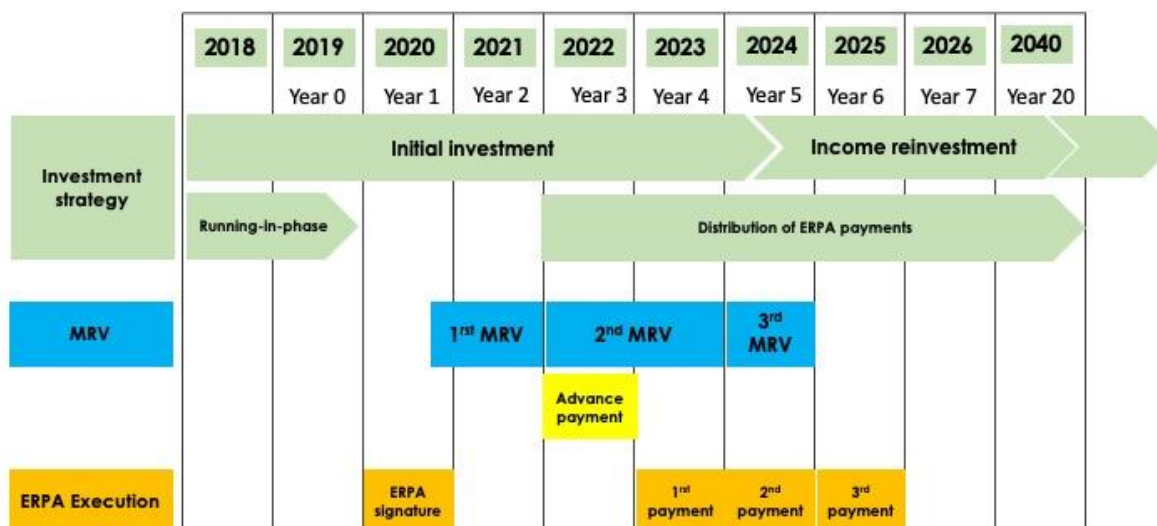 2018 2019 2020 2021 2022 2023 2024 2025 2026 2040
Year 0 Year 1 Year 2 Year 3 Year 4 Year 5 Year 6 Year 7 Year 20
Investment
strategy
Initial investment
Income reinvestment
Running-in-phase
Distribution of ERPA payments
MRV
1rst MRV
2nd MRV
3rd
MRV
Advance
payment
ERPA Execution
ERPA
signature
1rst
payment
2nd
payment
3rd
payment